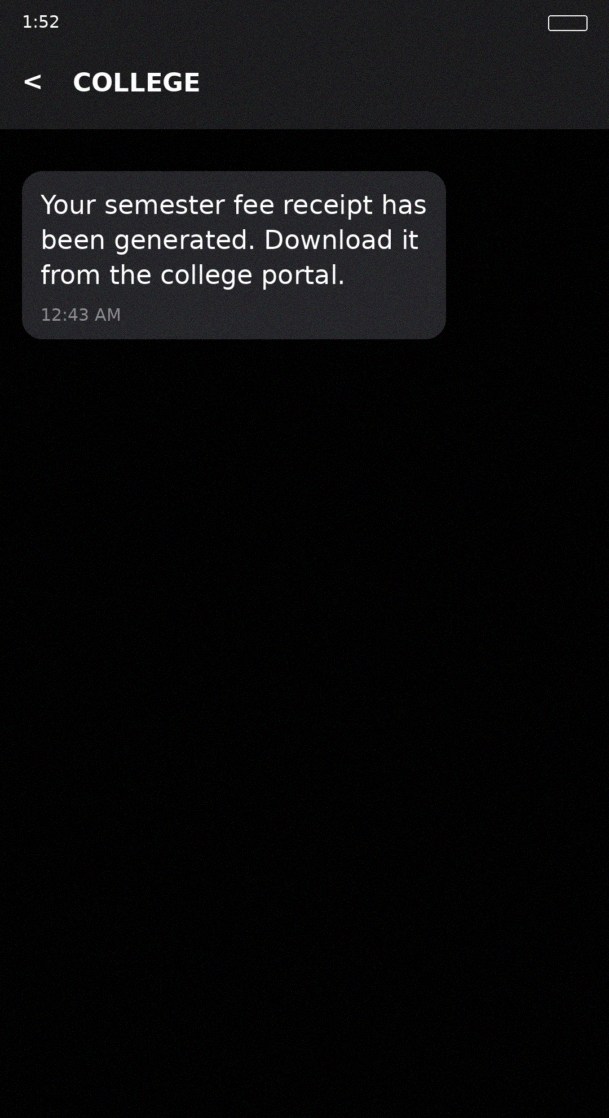 1:52
< COLLEGE
Your semester fee receipt has
been generated. Download it
from the college portal.
12:43 AM